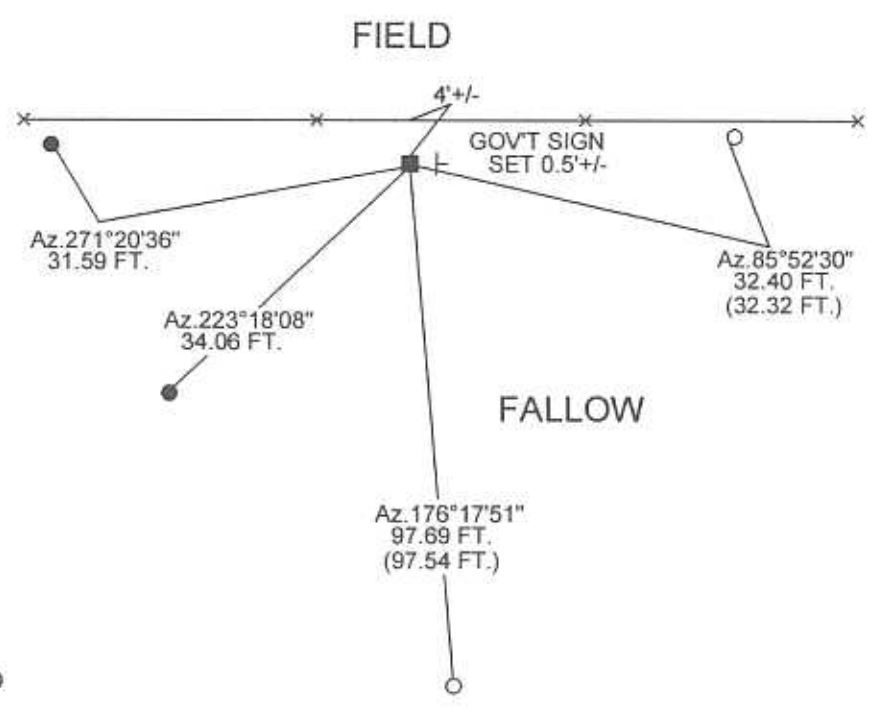 FIELD
4'+/-
GOV'T SIGN
SET 0.5'+/-
Az.271°20'36"
31.59 FT.
Az.85°52'30"
32.40 FT.
(32.32 FT.)
Az.223°18'08"
34.06 FT.
FALLOW
Az.176°17'51"
97.69 FT.
(97.54 FT.)